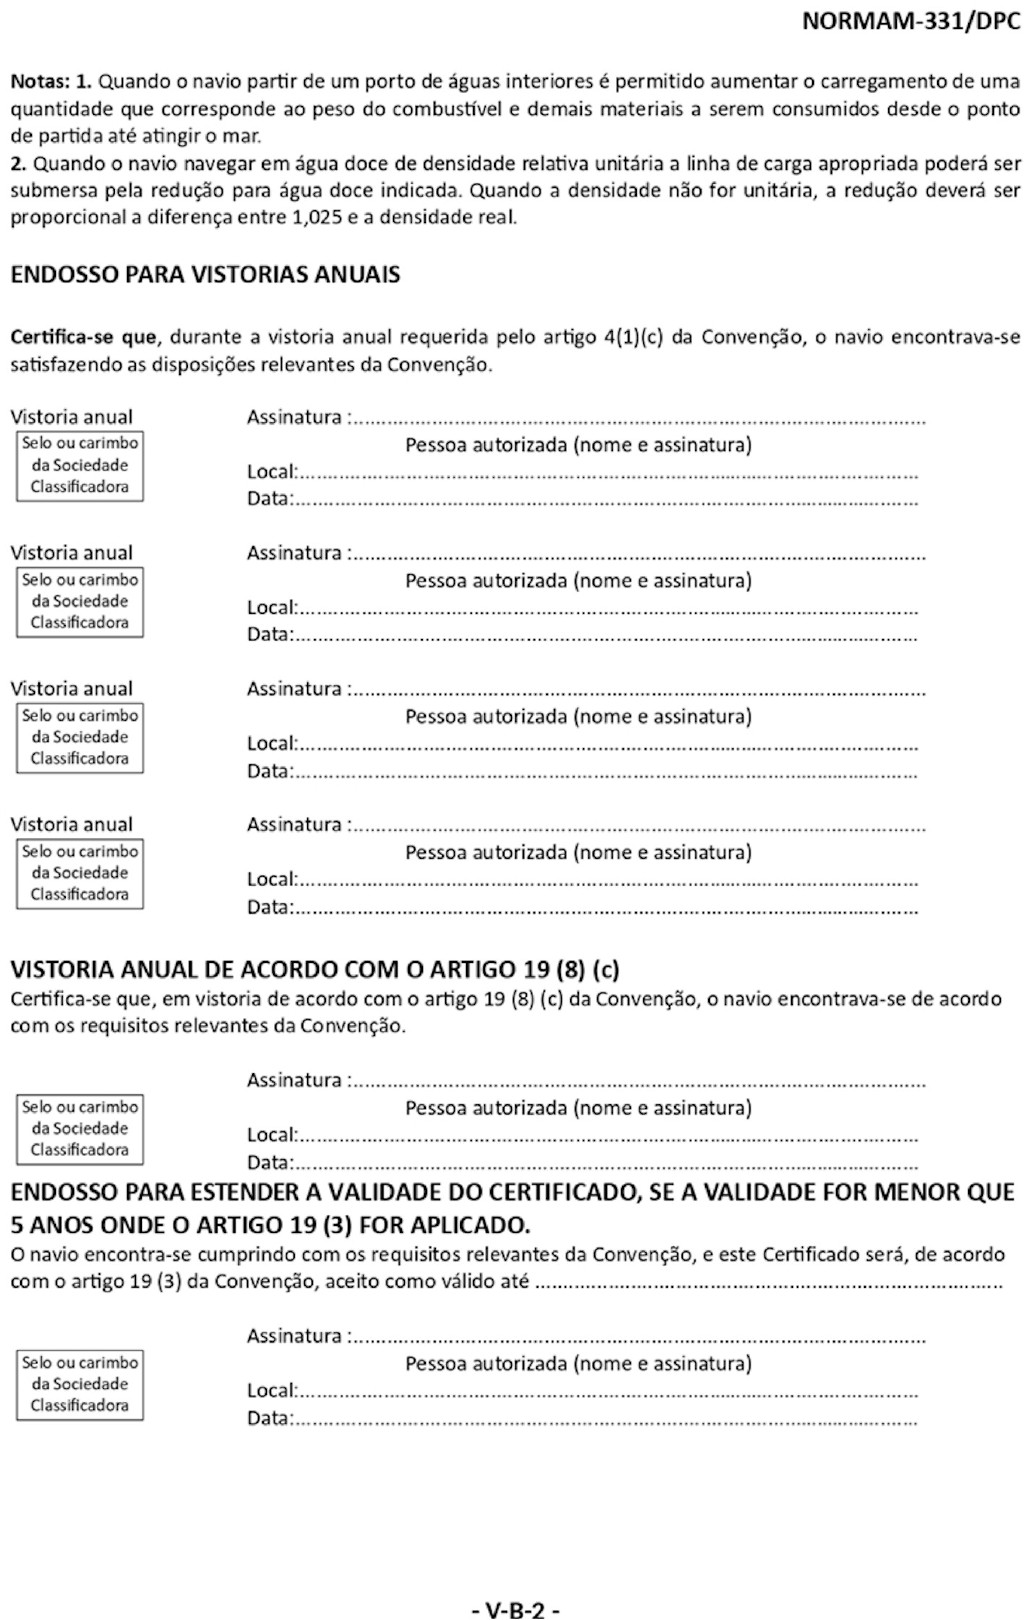 NORMAM-331/DPC
Notas: 1. Quando o navio partir de um porto de águas interiores é permitido aumentar o carregamento de uma
quantidade que corresponde ao peso do combustível e demais materiais a serem consumidos desde o ponto
de partida até atingir o mar.
2. Quando o navio navegar em água doce de densidade relativa unitária a linha de carga apropriada poderá ser
submersa pela redução para água doce indicada. Quando a densidade não for unitária, a redução deverá ser
proporcional a diferença entre 1,025 e a densidade real.
ENDOSSO PARA VISTORIAS ANUAIS
Certifica-se que, durante a vistoria anual requerida pelo artigo 4(1)(c) da Convenção, o navio encontrava-se
satisfazendo as disposições relevantes da Convenção.
Vistoria anual Assinatura :..........................................................................................
Selo ou carimbo Pessoa autorizada (nome e assinatura)
da Sociedade Local:..........................................................................................
Classificadora Data:..........................................................................................
Vistoria anual Assinatura :..........................................................................................
Selo ou carimbo Pessoa autorizada (nome e assinatura)
da Sociedade Local:..........................................................................................
Classificadora Data:..........................................................................................
Vistoria anual Assinatura :..........................................................................................
Selo ou carimbo Pessoa autorizada (nome e assinatura)
da Sociedade Local:..........................................................................................
Classificadora Data:..........................................................................................
Vistoria anual Assinatura :..........................................................................................
Selo ou carimbo Pessoa autorizada (nome e assinatura)
da Sociedade Local:..........................................................................................
Classificadora Data:..........................................................................................
VISTORIA ANUAL DE ACORDO COM O ARTIGO 19 (8) (c)
Certifica-se que, em vistoria de acordo com o artigo 19 (8) (c) da Convenção, o navio encontrava-se de acordo
com os requisitos relevantes da Convenção.
Assinatura :..........................................................................................
Selo ou carimbo Pessoa autorizada (nome e assinatura)
da Sociedade Local:..........................................................................................
Classificadora Data:..........................................................................................
ENDOSSO PARA ESTENDER A VALIDADE DO CERTIFICADO, SE A VALIDADE FOR MENOR QUE
5 ANOS ONDE O ARTIGO 19 (3) FOR APLICADO.
O navio encontra-se cumprindo com os requisitos relevantes da Convenção, e este Certificado será, de acordo
com o artigo 19 (3) da Convenção, aceito como válido até ..........................................................................
Assinatura :..........................................................................................
Selo ou carimbo Pessoa autorizada (nome e assinatura)
da Sociedade Local:..........................................................................................
Classificadora Data:..........................................................................................
- V-B-2 -